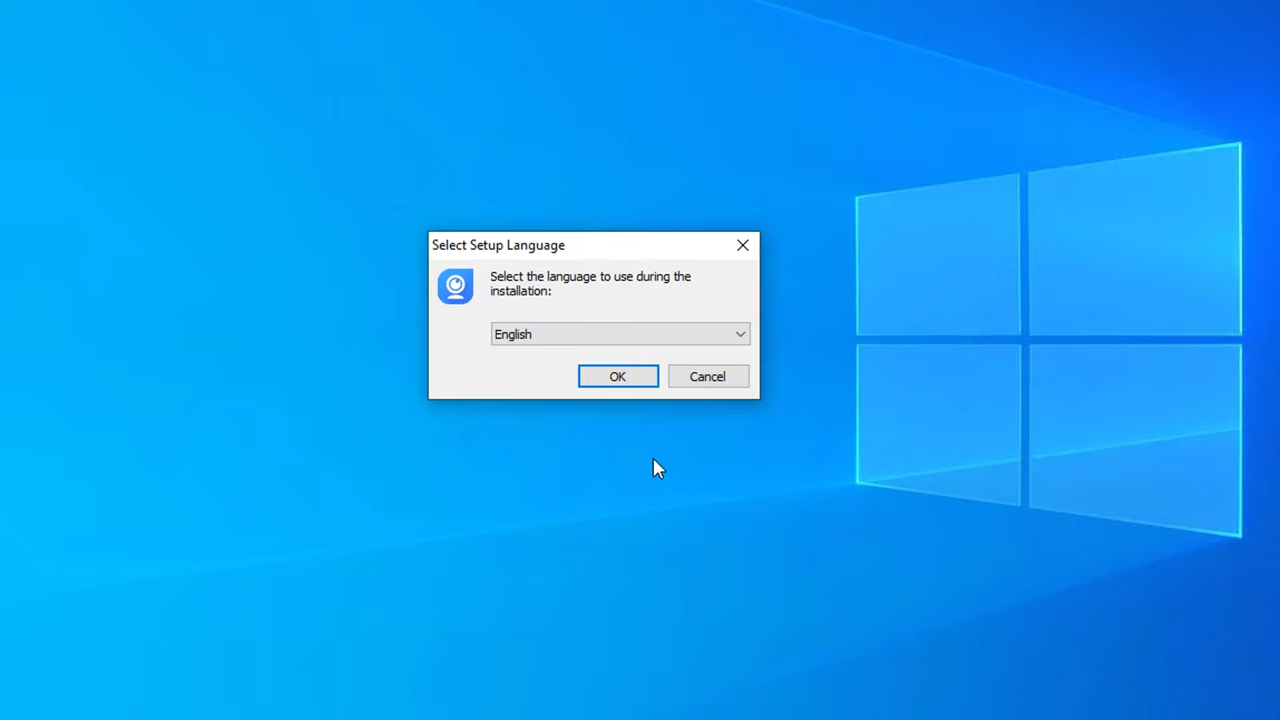 Select Setup Language
Select the language to use during the
installation:
English
OK
Cancel